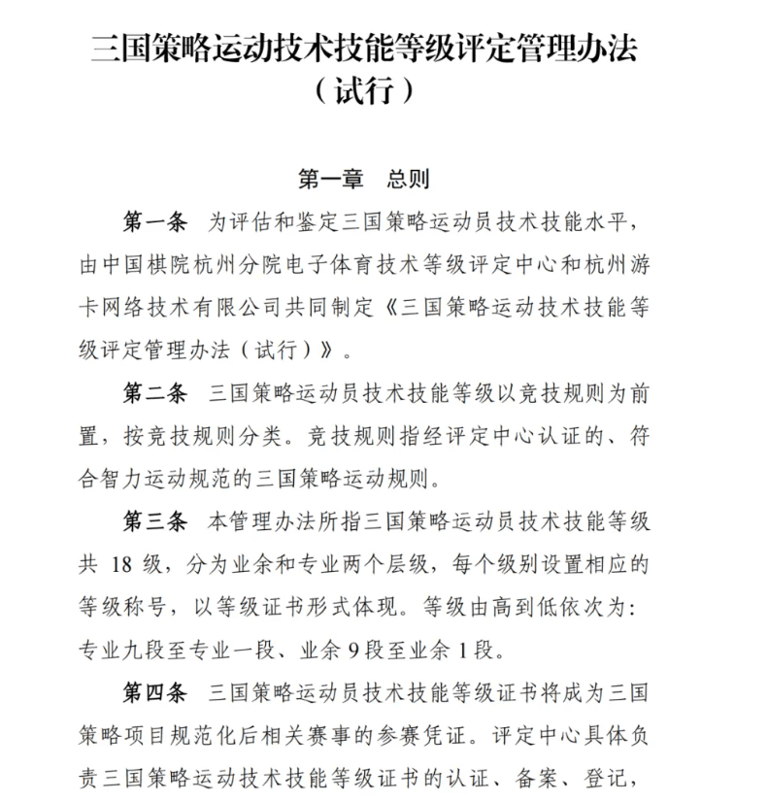 三国策略运动技术技能等级评定管理办法
（试行）
第一章 总则
第一条 为评估和鉴定三国策略运动员技术技能水平，
由中国棋院杭州分院电子体育技术等级评定中心和杭州游
卡网络技术有限公司共同制定《三国策略运动技术技能等
级评定管理办法（试行）》。
第二条 三国策略运动员技术技能等级以竞技规则为前
置，按竞技规则分类。竞技规则指经评定中心认证的、符
合智力运动规范的三国策略运动规则。
第三条 本管理办法所指三国策略运动员技术技能等级
共 18 级，分为业余和专业两个层级，每个级别设置相应的
等级称号，以等级证书形式体现。等级由高到低依次为：
专业九段至专业一段、业余 9 段至业余 1 段。
第四条 三国策略运动员技术技能等级证书将成为三国
策略项目规范化后相关赛事的参赛凭证。评定中心具体负
责三国策略运动技术技能等级证书的认证、备案、登记，